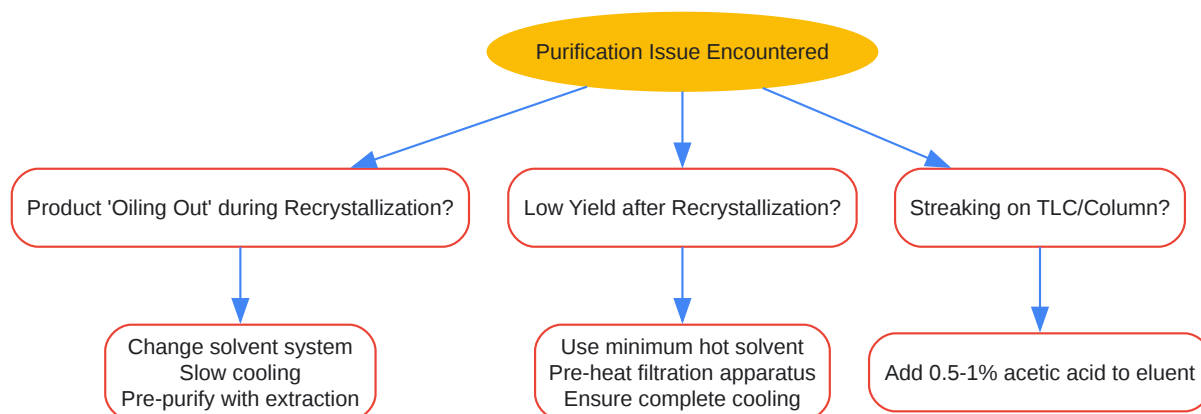 Purification Issue Encountered
Product 'Oiling Out' during Recrystallization?
Low Yield after Recrystallization?
Streaking on TLC/Column?
Change solvent system
Slow cooling
Pre-purify with extraction
Use minimum hot solvent
Pre-heat filtration apparatus
Ensure complete cooling
Add 0.5-1% acetic acid to eluent